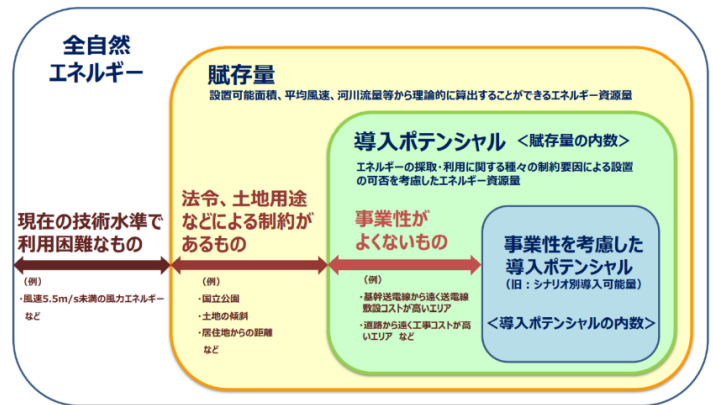 全自然
エネルギー
賦存量
設置可能面積、平均風速、河川流量等から理論的に算出することができるエネルギー資源量
導入ポテンシャル <賦存量の内数>
エネルギーの採取・利用に関する種々の制約要因による設置
の可否を考慮したエネルギー資源量
現在の技術水準で
利用困難なもの
(例)
・風速5.5m/s未満の風力エネルギー
など
法令、土地用途
などによる制約が
あるもの
(例)
・国立公園
・土地の傾斜
・居住地からの距離
など
事業性が
よくないもの
(例)
・基幹送電線から遠く送電線
敷設コストが高いエリア
・道路から遠く工事コストが高
いエリア など
事業性を考慮した
導入ポテンシャル
(旧:シナリオ別導入可能量)
<導入ポテンシャルの内数>